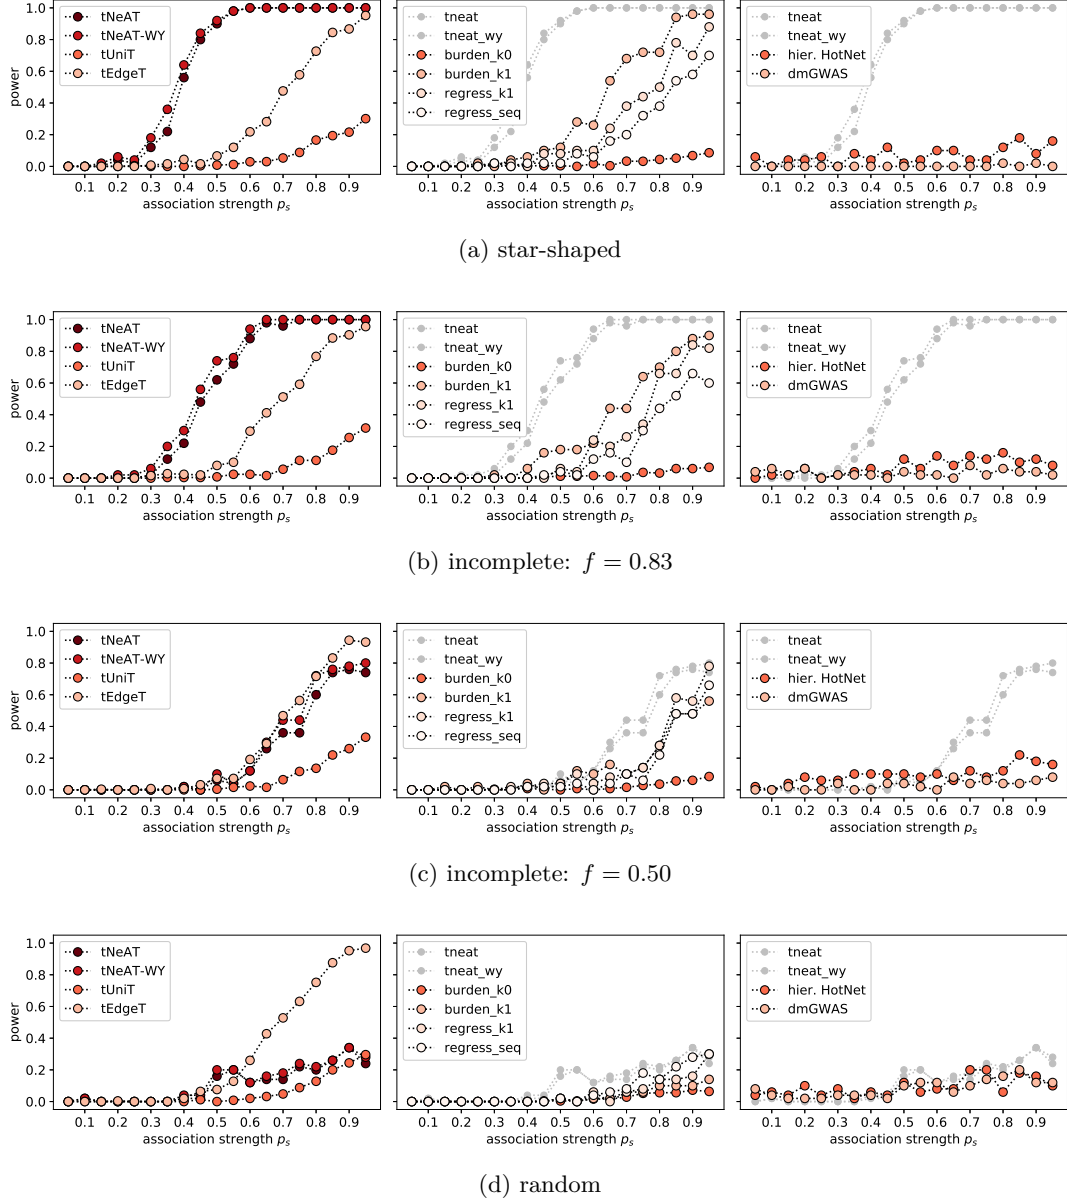 1.0
0.8
0.6
0.4
0.2
0.0
power
tNeAT
tNeAT-WY
tUniT
tEdgeT
0.1 0.2 0.3 0.4 0.5 0.6 0.7 0.8 0.9
association strength pₛ
tneat
tneat_wy
burden_k0
burden_k1
regress_k1
regress_seq
0.1 0.2 0.3 0.4 0.5 0.6 0.7 0.8 0.9
association strength pₛ
tneat
tneat_wy
hier. HotNet
dmGWAS
0.1 0.2 0.3 0.4 0.5 0.6 0.7 0.8 0.9
association strength pₛ
(a) star-shaped
1.0
0.8
0.6
0.4
0.2
0.0
power
tNeAT
tNeAT-WY
tUniT
tEdgeT
0.1 0.2 0.3 0.4 0.5 0.6 0.7 0.8 0.9
association strength pₛ
tneat
tneat_wy
burden_k0
burden_k1
regress_k1
regress_seq
0.1 0.2 0.3 0.4 0.5 0.6 0.7 0.8 0.9
association strength pₛ
tneat
tneat_wy
hier. HotNet
dmGWAS
0.1 0.2 0.3 0.4 0.5 0.6 0.7 0.8 0.9
association strength pₛ
(b) incomplete: f = 0.83
1.0
0.8
0.6
0.4
0.2
0.0
power
tNeAT
tNeAT-WY
tUniT
tEdgeT
0.1 0.2 0.3 0.4 0.5 0.6 0.7 0.8 0.9
association strength pₛ
tneat
tneat_wy
burden_k0
burden_k1
regress_k1
regress_seq
0.1 0.2 0.3 0.4 0.5 0.6 0.7 0.8 0.9
association strength pₛ
tneat
tneat_wy
hier. HotNet
dmGWAS
0.1 0.2 0.3 0.4 0.5 0.6 0.7 0.8 0.9
association strength pₛ
(c) incomplete: f = 0.50
1.0
0.8
0.6
0.4
0.2
0.0
power
tNeAT
tNeAT-WY
tUniT
tEdgeT
0.1 0.2 0.3 0.4 0.5 0.6 0.7 0.8 0.9
association strength pₛ
tneat
tneat_wy
burden_k0
burden_k1
regress_k1
regress_seq
0.1 0.2 0.3 0.4 0.5 0.6 0.7 0.8 0.9
association strength pₛ
tneat
tneat_wy
hier. HotNet
dmGWAS
0.1 0.2 0.3 0.4 0.5 0.6 0.7 0.8 0.9
association strength pₛ
(d) random